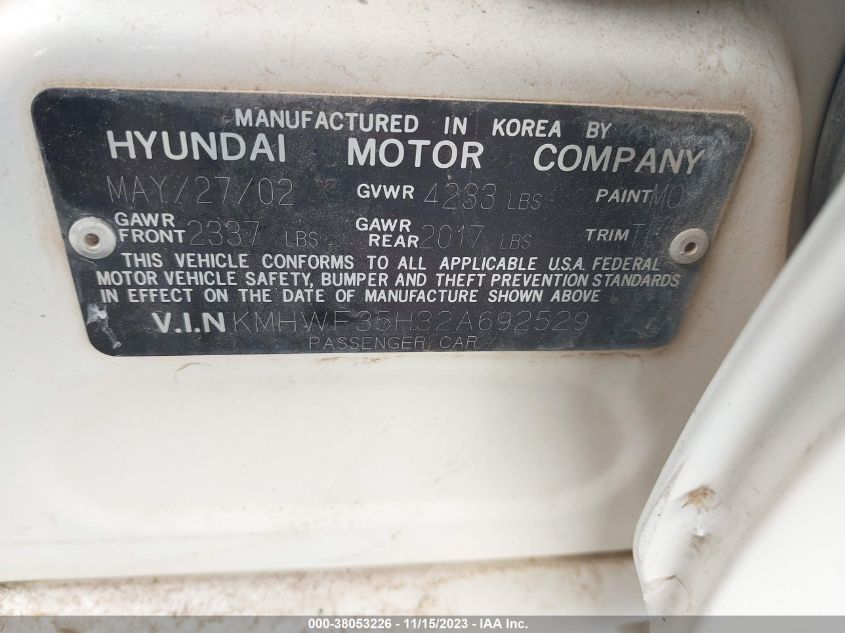 MANUFACTURED IN KOREA BY
HYUNDAI MOTOR COMPANY
MAY/27/02 GVWR 4233 LBS PAINT MO
GAWR FRONT 2337 LBS GAWR REAR 2017 LBS TRIM
THIS VEHICLE CONFORMS TO ALL APPLICABLE U.S.A. FEDERAL
MOTOR VEHICLE SAFETY, BUMPER AND THEFT PREVENTION STANDARDS
IN EFFECT ON THE DATE OF MANUFACTURE SHOWN ABOVE
V.I.N KMHWF35H32A692529
PASSENGER CAR
000-38053226 - 11/15/2023 - IAA Inc.